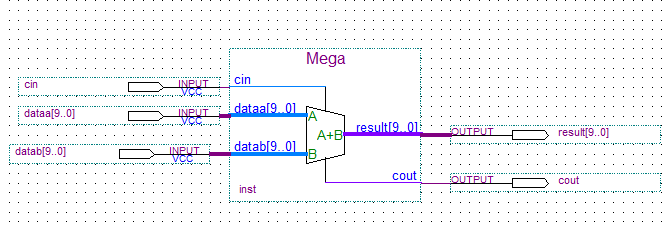 Mega
cin INPUT VCC cin
dataa[9..0] INPUT VCC dataa[9..0] A
A+B result[9..0] OUTPUT result[9..0]
datab[9..0] INPUT VCC datab[9..0] B
cout OUTPUT cout
inst